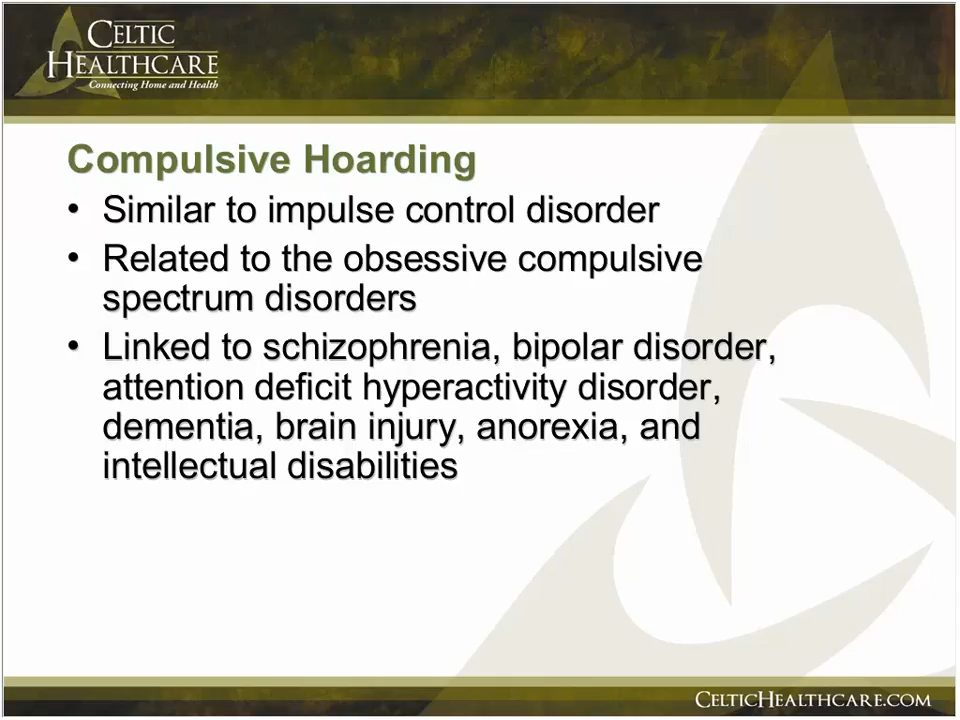 CELTIC
HEALTHCARE
Connecting Home and Health
Compulsive Hoarding
• Similar to impulse control disorder
• Related to the obsessive compulsive
spectrum disorders
• Linked to schizophrenia, bipolar disorder,
attention deficit hyperactivity disorder,
dementia, brain injury, anorexia, and
intellectual disabilities
CELTICHEALTHCARE.COM